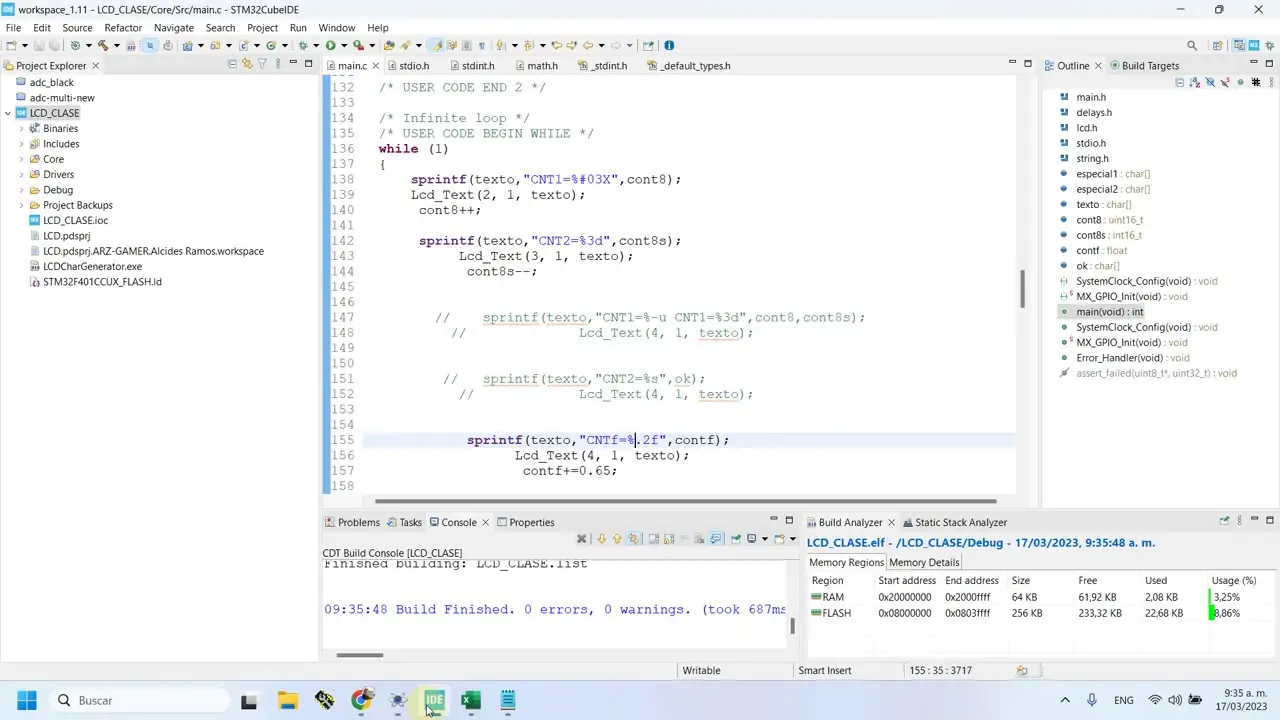 workspace_1.11 - LCD_CLASE/Core/Src/main.c - STM32CubeIDE
File Edit Source Refactor Navigate Search Project Run Window Help
Project Explorer
adc_black
adc-multi-new
LCD_CLASE
Binaries
Includes
Core
Drivers
Debug
Project Backups
LCD_CLASE.ioc
LCD.pdsprj
LCD.pdsprj.ARZ-GAMER.Alcides Ramos.workspace
LCDCharGenerator.exe
STM32F401CCUX_FLASH.ld
main.c stdio.h stdint.h math.h _stdint.h _default_types.h
132 /* USER CODE END 2 */
133
134 /* Infinite loop */
135 /* USER CODE BEGIN WHILE */
136 while (1)
137 {
138 sprintf(texto,"CNT1=%#03X",cont8);
139 Lcd_Text(2, 1, texto);
140 cont8++;
141
142 sprintf(texto,"CNT2=%3d",cont8s);
143 Lcd_Text(3, 1, texto);
144 cont8s--;
145
146
147 // sprintf(texto,"CNT1=%-u CNT1=%3d",cont8,cont8s);
148 // Lcd_Text(4, 1, texto);
149
150
151 // sprintf(texto,"CNT2=%s",ok);
152 // Lcd_Text(4, 1, texto);
153
154
155 sprintf(texto,"CNTf=%.2f",contf);
156 Lcd_Text(4, 1, texto);
157 contf+=0.65;
158
Outline Build Targets
main.h
delays.h
lcd.h
stdio.h
string.h
especial1 : char[]
especial2 : char[]
texto : char[]
cont8 : uint16_t
cont8s : int16_t
contf : float
ok : char[]
SystemClock_Config(void) : void
MX_GPIO_Init(void) : void
main(void) : int
SystemClock_Config(void) : void
MX_GPIO_Init(void) : void
Error_Handler(void) : void
assert_failed(uint8_t*, uint32_t) : void
Problems Tasks Console Properties
CDT Build Console [LCD_CLASE]
Finished building: LCD_CLASE.list
09:35:48 Build Finished. 0 errors, 0 warnings. (took 687ms
Build Analyzer Static Stack Analyzer
LCD_CLASE.elf - /LCD_CLASE/Debug - 17/03/2023, 9:35:48 a. m.
Memory Regions Memory Details
Region Start address End address Size Free Used Usage (%)
RAM 0x20000000 0x2000ffff 64 KB 61,92 KB 2,08 KB 3,25%
FLASH 0x08000000 0x0803ffff 256 KB 233,32 KB 22,68 KB 8,86%
Writable Smart Insert 155 : 35 : 3717
Buscar
IDE
ENG
9:35 a. m.
17/03/2023